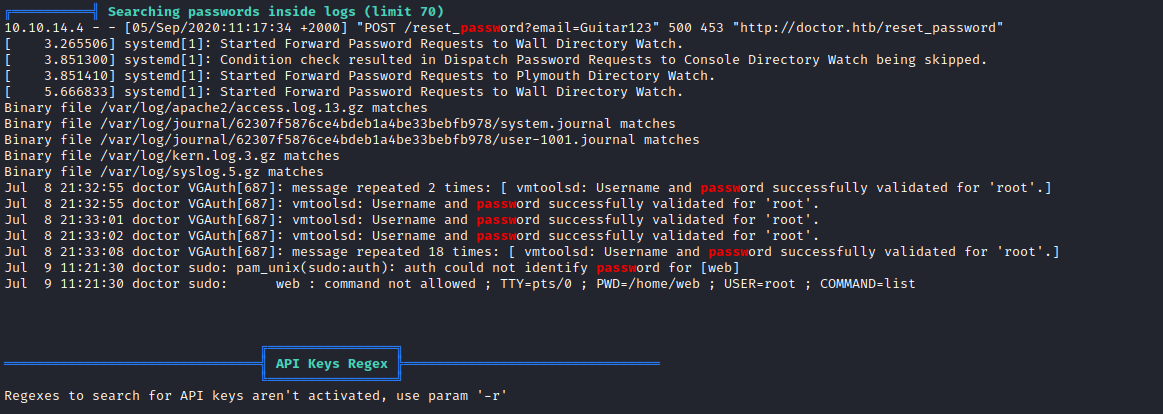 Searching passwords inside logs (limit 70)
10.10.14.4 - - [05/Sep/2020:11:17:34 +2000] "POST /reset_password?email=Guitar123" 500 453 "http://doctor.htb/reset_password"
[    3.265506] systemd[1]: Started Forward Password Requests to Wall Directory Watch.
[    3.851300] systemd[1]: Condition check resulted in Dispatch Password Requests to Console Directory Watch being skipped.
[    3.851410] systemd[1]: Started Forward Password Requests to Plymouth Directory Watch.
[    5.666833] systemd[1]: Started Forward Password Requests to Wall Directory Watch.
Binary file /var/log/apache2/access.log.13.gz matches
Binary file /var/log/journal/62307f5876ce4bdeb1a4be33bebfb978/system.journal matches
Binary file /var/log/journal/62307f5876ce4bdeb1a4be33bebfb978/user-1001.journal matches
Binary file /var/log/kern.log.3.gz matches
Binary file /var/log/syslog.5.gz matches
Jul  8 21:32:55 doctor VGAuth[687]: message repeated 2 times: [ vmtoolsd: Username and password successfully validated for 'root'.]
Jul  8 21:32:55 doctor VGAuth[687]: vmtoolsd: Username and password successfully validated for 'root'.
Jul  8 21:33:01 doctor VGAuth[687]: vmtoolsd: Username and password successfully validated for 'root'.
Jul  8 21:33:02 doctor VGAuth[687]: vmtoolsd: Username and password successfully validated for 'root'.
Jul  8 21:33:08 doctor VGAuth[687]: message repeated 18 times: [ vmtoolsd: Username and password successfully validated for 'root'.]
Jul  9 11:21:30 doctor sudo: pam_unix(sudo:auth): auth could not identify password for [web]
Jul  9 11:21:30 doctor sudo:      web : command not allowed ; TTY=pts/0 ; PWD=/home/web ; USER=root ; COMMAND=list
API Keys Regex
Regexes to search for API keys aren't activated, use param '-r'